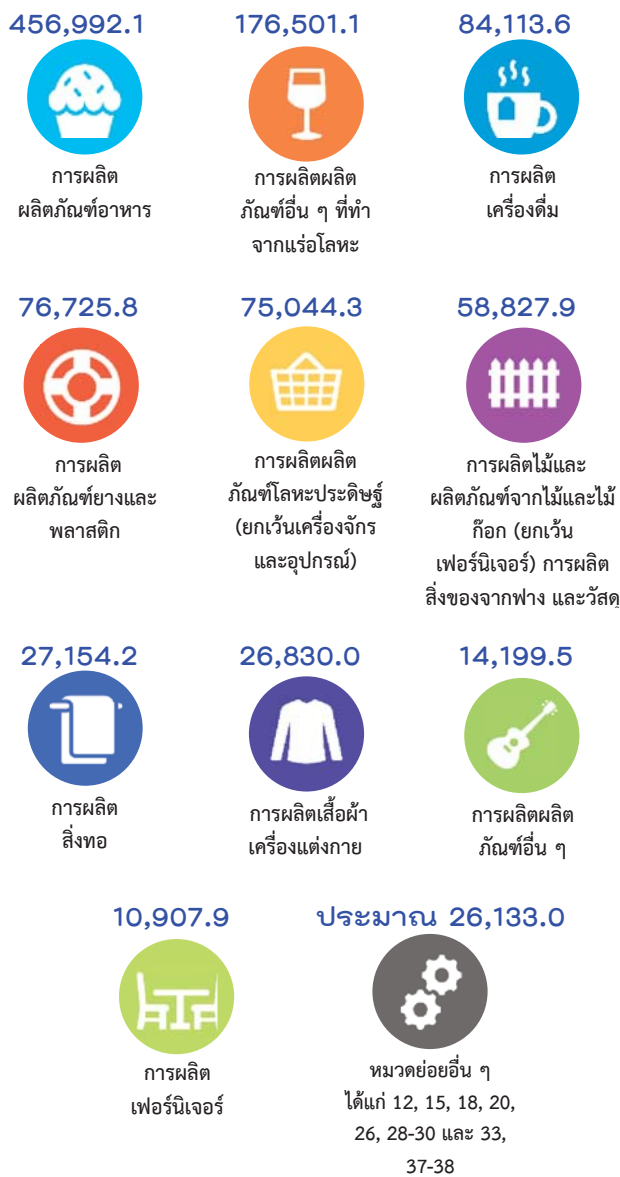 456,992.1
การผลิต
ผลิตภัณฑ์อาหาร
176,501.1
การผลิตผลิต
ภัณฑ์อื่น ๆ ที่ทำ
จากแร่อโลหะ
84,113.6
การผลิต
เครื่องดื่ม
76,725.8
การผลิต
ผลิตภัณฑ์ยางและ
พลาสติก
75,044.3
การผลิตผลิต
ภัณฑ์โลหะประดิษฐ์
(ยกเว้นเครื่องจักร
และอุปกรณ์)
58,827.9
การผลิตไม้และ
ผลิตภัณฑ์จากไม้และไม้
ก๊อก (ยกเว้น
เฟอร์นิเจอร์) การผลิต
สิ่งของจากฟาง และวัสดุ
27,154.2
การผลิต
สิ่งทอ
26,830.0
การผลิตเสื้อผ้า
เครื่องแต่งกาย
14,199.5
การผลิตผลิต
ภัณฑ์อื่น ๆ
10,907.9
การผลิต
เฟอร์นิเจอร์
ประมาณ 26,133.0
หมวดย่อยอื่น ๆ
ได้แก่ 12, 15, 18, 20,
26, 28-30 และ 33,
37-38